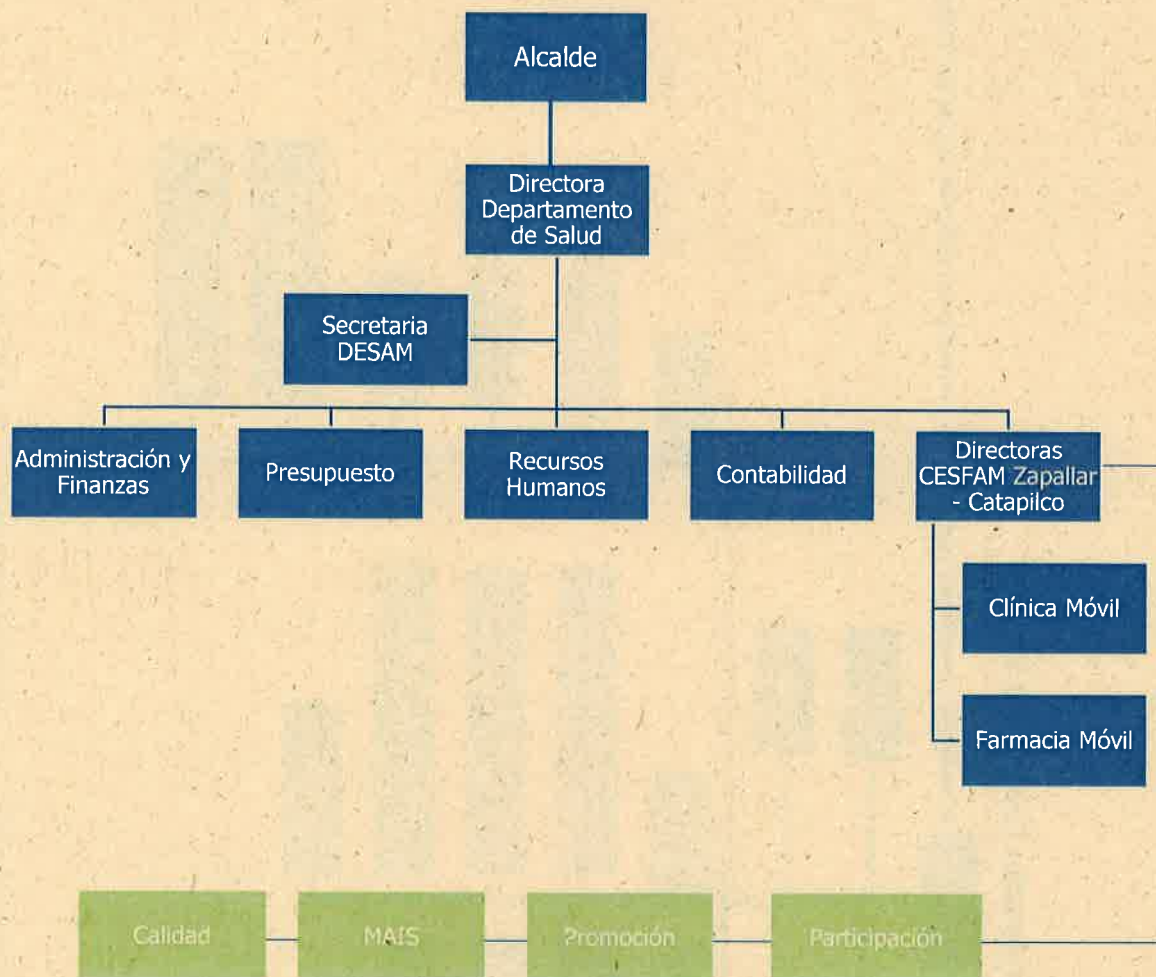 Alcalde
Directora
Departamento
de Salud
Secretaria
DESAM
Administración y
Finanzas
Presupuesto
Recursos
Humanos
Contabilidad
Directoras
CESFAM Zapallar
- Catapilco
Clínica Móvil
Farmacia Móvil
Calidad
MAIS
Promoción
Participación